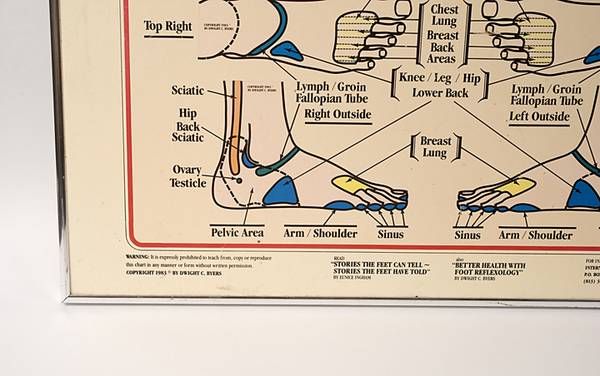 Top Right
COPYRIGHT 1983
BY DWIGHT C. BYERS
Chest
Lung
Breast
Back
Areas
Knee / Leg / Hip
Lower Back
Sciatic
COPYRIGHT 1983
BY DWIGHT C. BYERS
Lymph / Groin
Fallopian Tube
Right Outside
Lymph / Groin
Fallopian Tube
Left Outside
Hip
Back
Sciatic
Breast
Lung
Ovary
Testicle
Pelvic Area
Arm / Shoulder
Sinus
Sinus
Arm / Shoulder
WARNING: It is expressly prohibited to teach from, copy or reproduce
this chart in any manner or form without written permission.
COPYRIGHT 1983 © BY DWIGHT C. BYERS
READ
"STORIES THE FEET CAN TELL ~
STORIES THE FEET HAVE TOLD"
BY EUNICE INGHAM
also
"BETTER HEALTH WITH
FOOT REFLEXOLOGY"
BY DWIGHT C. BYERS
FOR IN
INTERN
P.O. BO
(813) 3